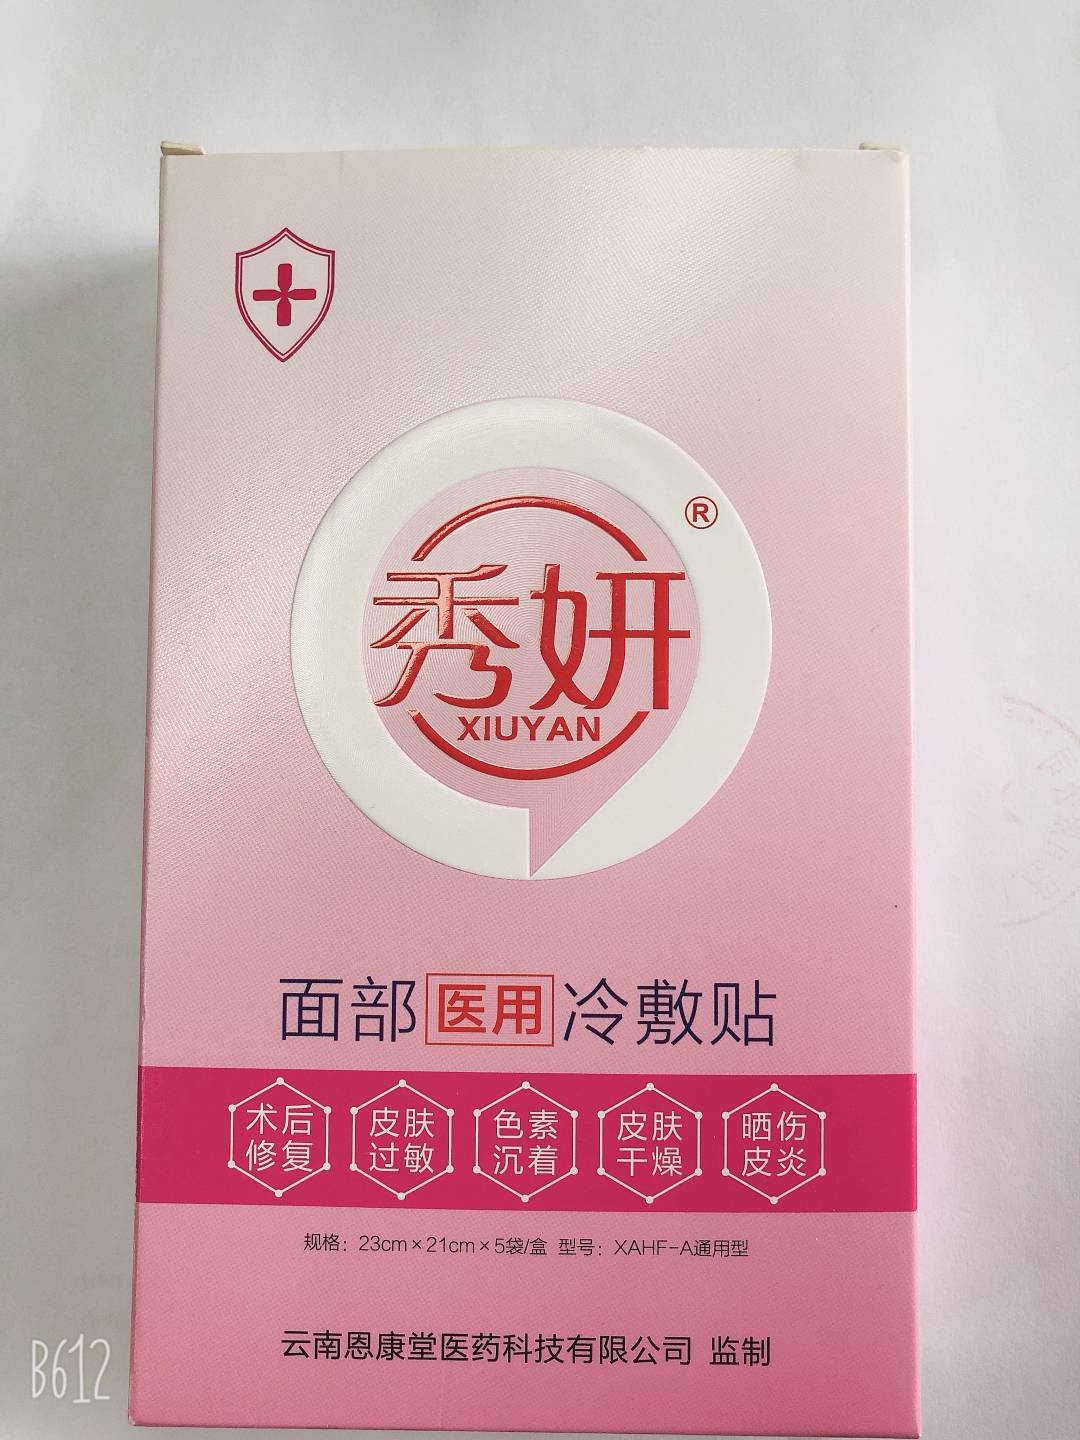 秀妍®
XIUYAN
面部医用冷敷贴
术后修复
皮肤过敏
色素沉着
皮肤干燥
晒伤皮炎
规格：23cm×21cm×5袋/盒 型号：XAHF-A通用型
云南恩康堂医药科技有限公司 监制
B612